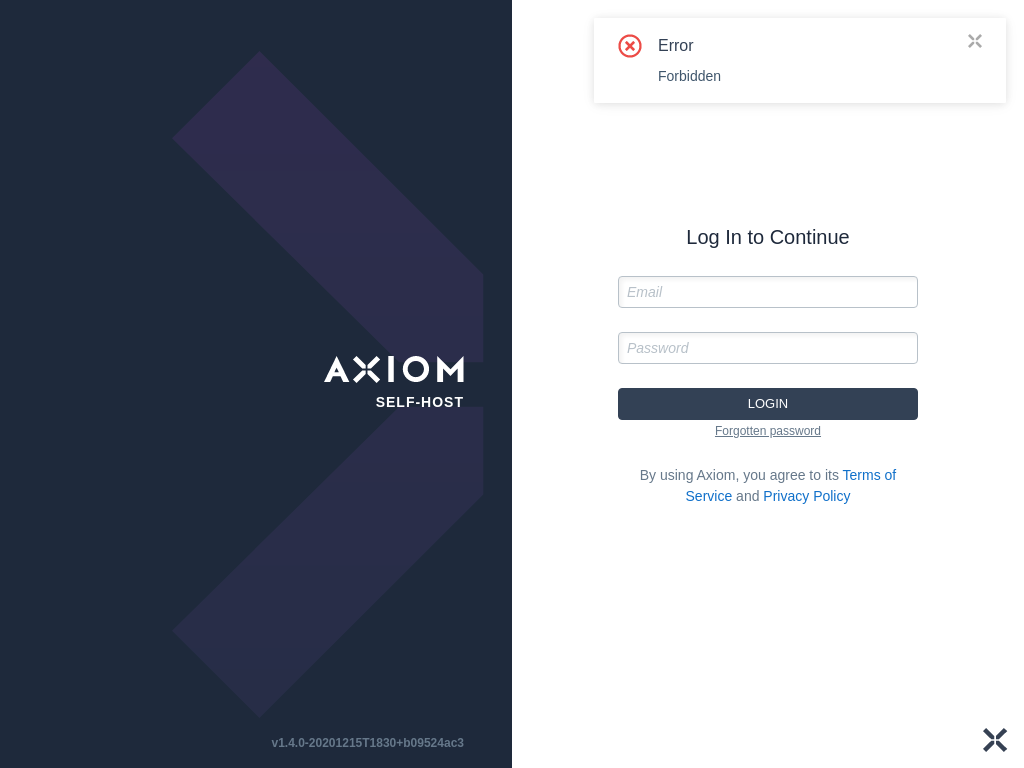 Error
Forbidden
AXIOM
SELF-HOST
v1.4.0-20201215T1830+b09524ac3
Log In to Continue
Email
Password
LOGIN
Forgotten password
By using Axiom, you agree to its Terms of
Service and Privacy Policy